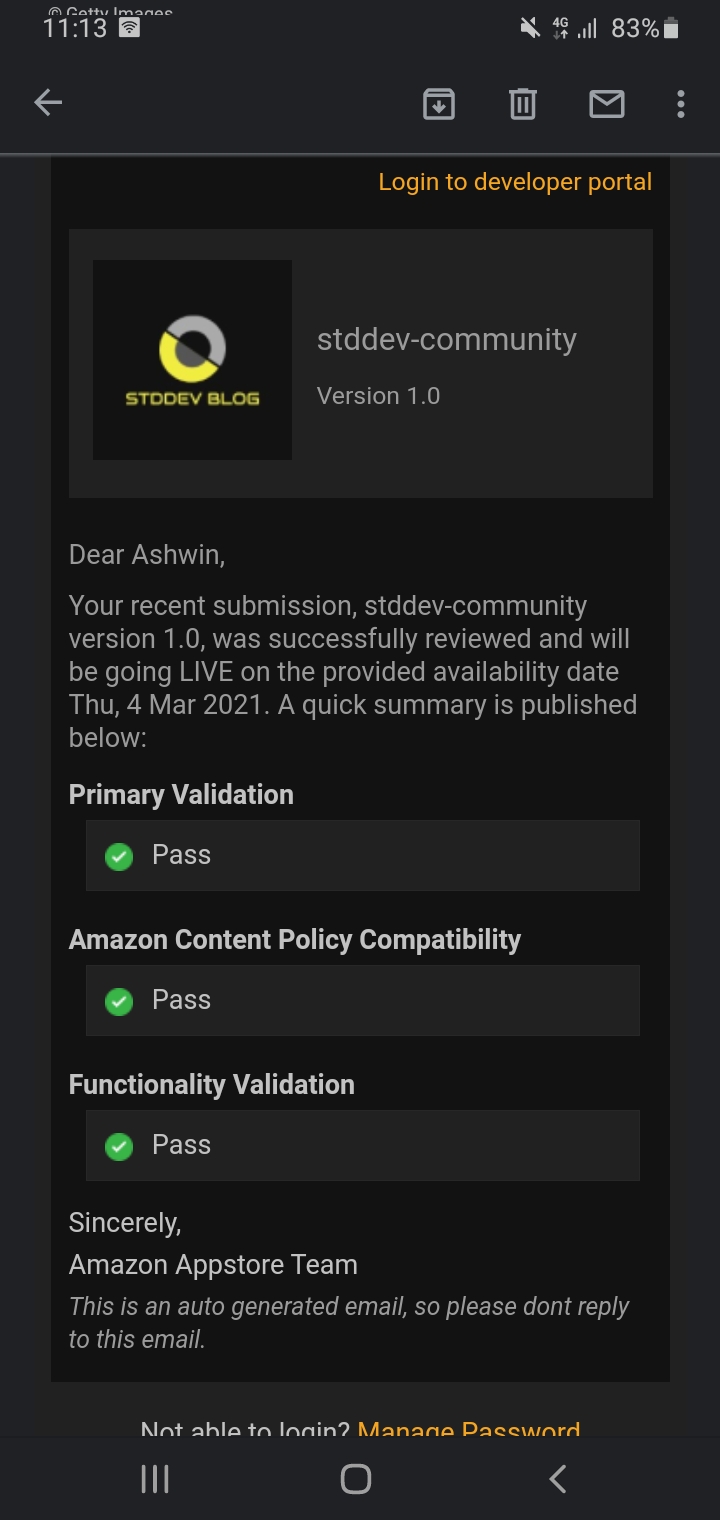 © Getty Images
11:13
4G
83%
Login to developer portal
STDDEV BLOG
stddev-community
Version 1.0
Dear Ashwin,
Your recent submission, stddev-community
version 1.0, was successfully reviewed and will
be going LIVE on the provided availability date
Thu, 4 Mar 2021. A quick summary is published
below:
Primary Validation
Pass
Amazon Content Policy Compatibility
Pass
Functionality Validation
Pass
Sincerely,
Amazon Appstore Team
This is an auto generated email, so please dont reply
to this email.
Not able to login? Manage Password